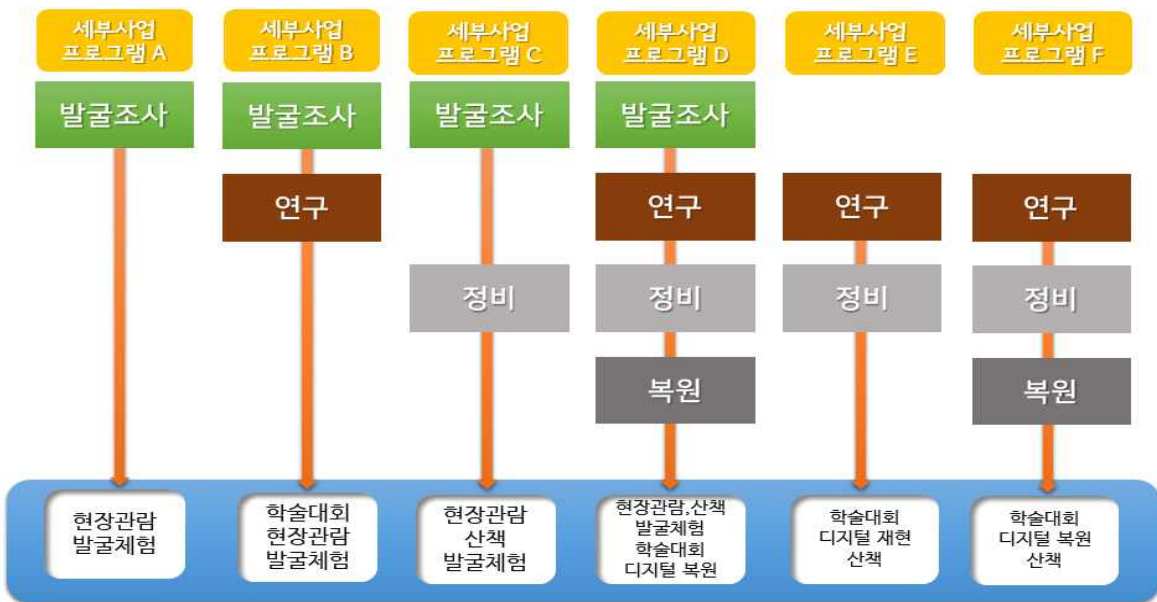 세부사업
프로그램 A
세부사업
프로그램 B
세부사업
프로그램 C
세부사업
프로그램 D
세부사업
프로그램 E
세부사업
프로그램 F
발굴조사
발굴조사
발굴조사
발굴조사
연구
연구
연구
연구
정비
정비
정비
정비
복원
복원
현장관람
발굴체험
학술대회
현장관람
발굴체험
현장관람
산책
발굴체험
현장관람,산책
발굴체험
학술대회
디지털 복원
학술대회
디지털 재현
산책
학술대회
디지털 복원
산책